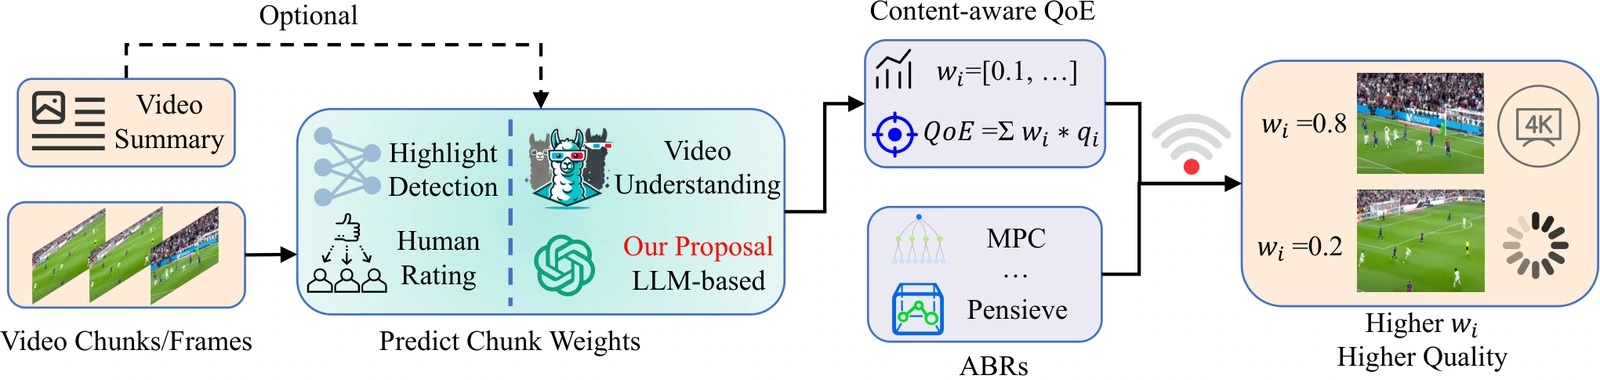 Optional
Video
Summary
Video Chunks/Frames
Highlight
Detection
Human
Rating
Video
Understanding
Our Proposal
LLM-based
Predict Chunk Weights
Content-aware QoE
w_i=[0.1, …]
QoE =Σ w_i * q_i
MPC
…
Pensieve
ABRs
w_i =0.8
4K
w_i =0.2
Higher w_i
Higher Quality